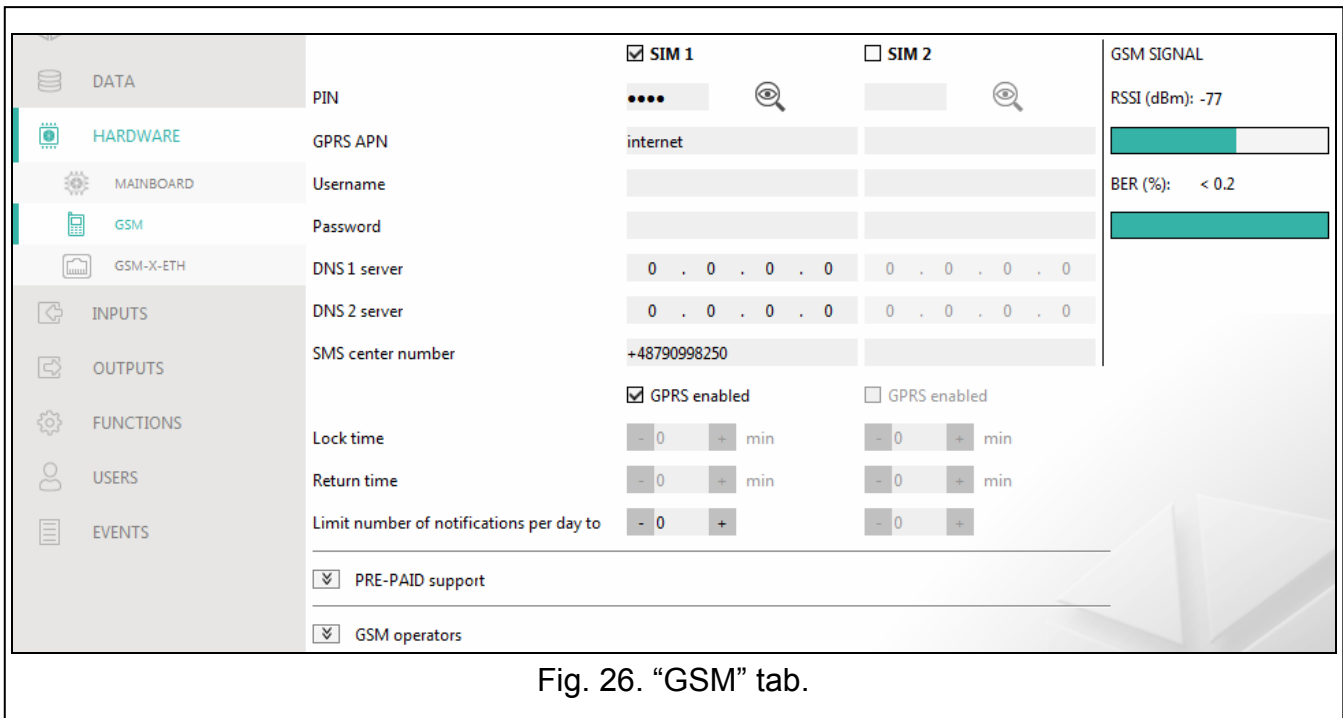 DATA
HARDWARE
MAINBOARD
GSM
GSM-X-ETH
INPUTS
OUTPUTS
FUNCTIONS
USERS
EVENTS
SIM 1 SIM 2
PIN ••••
GPRS APN internet
Username
Password
DNS 1 server 0 . 0 . 0 . 0 0 . 0 . 0 . 0
DNS 2 server 0 . 0 . 0 . 0 0 . 0 . 0 . 0
SMS center number +48790998250
GPRS enabled GPRS enabled
Lock time - 0 + min - 0 + min
Return time - 0 + min - 0 + min
Limit number of notifications per day to - 0 + - 0 +
PRE-PAID support
GSM operators
GSM SIGNAL
RSSI (dBm): -77
BER (%): < 0.2
Fig. 26. “GSM” tab.